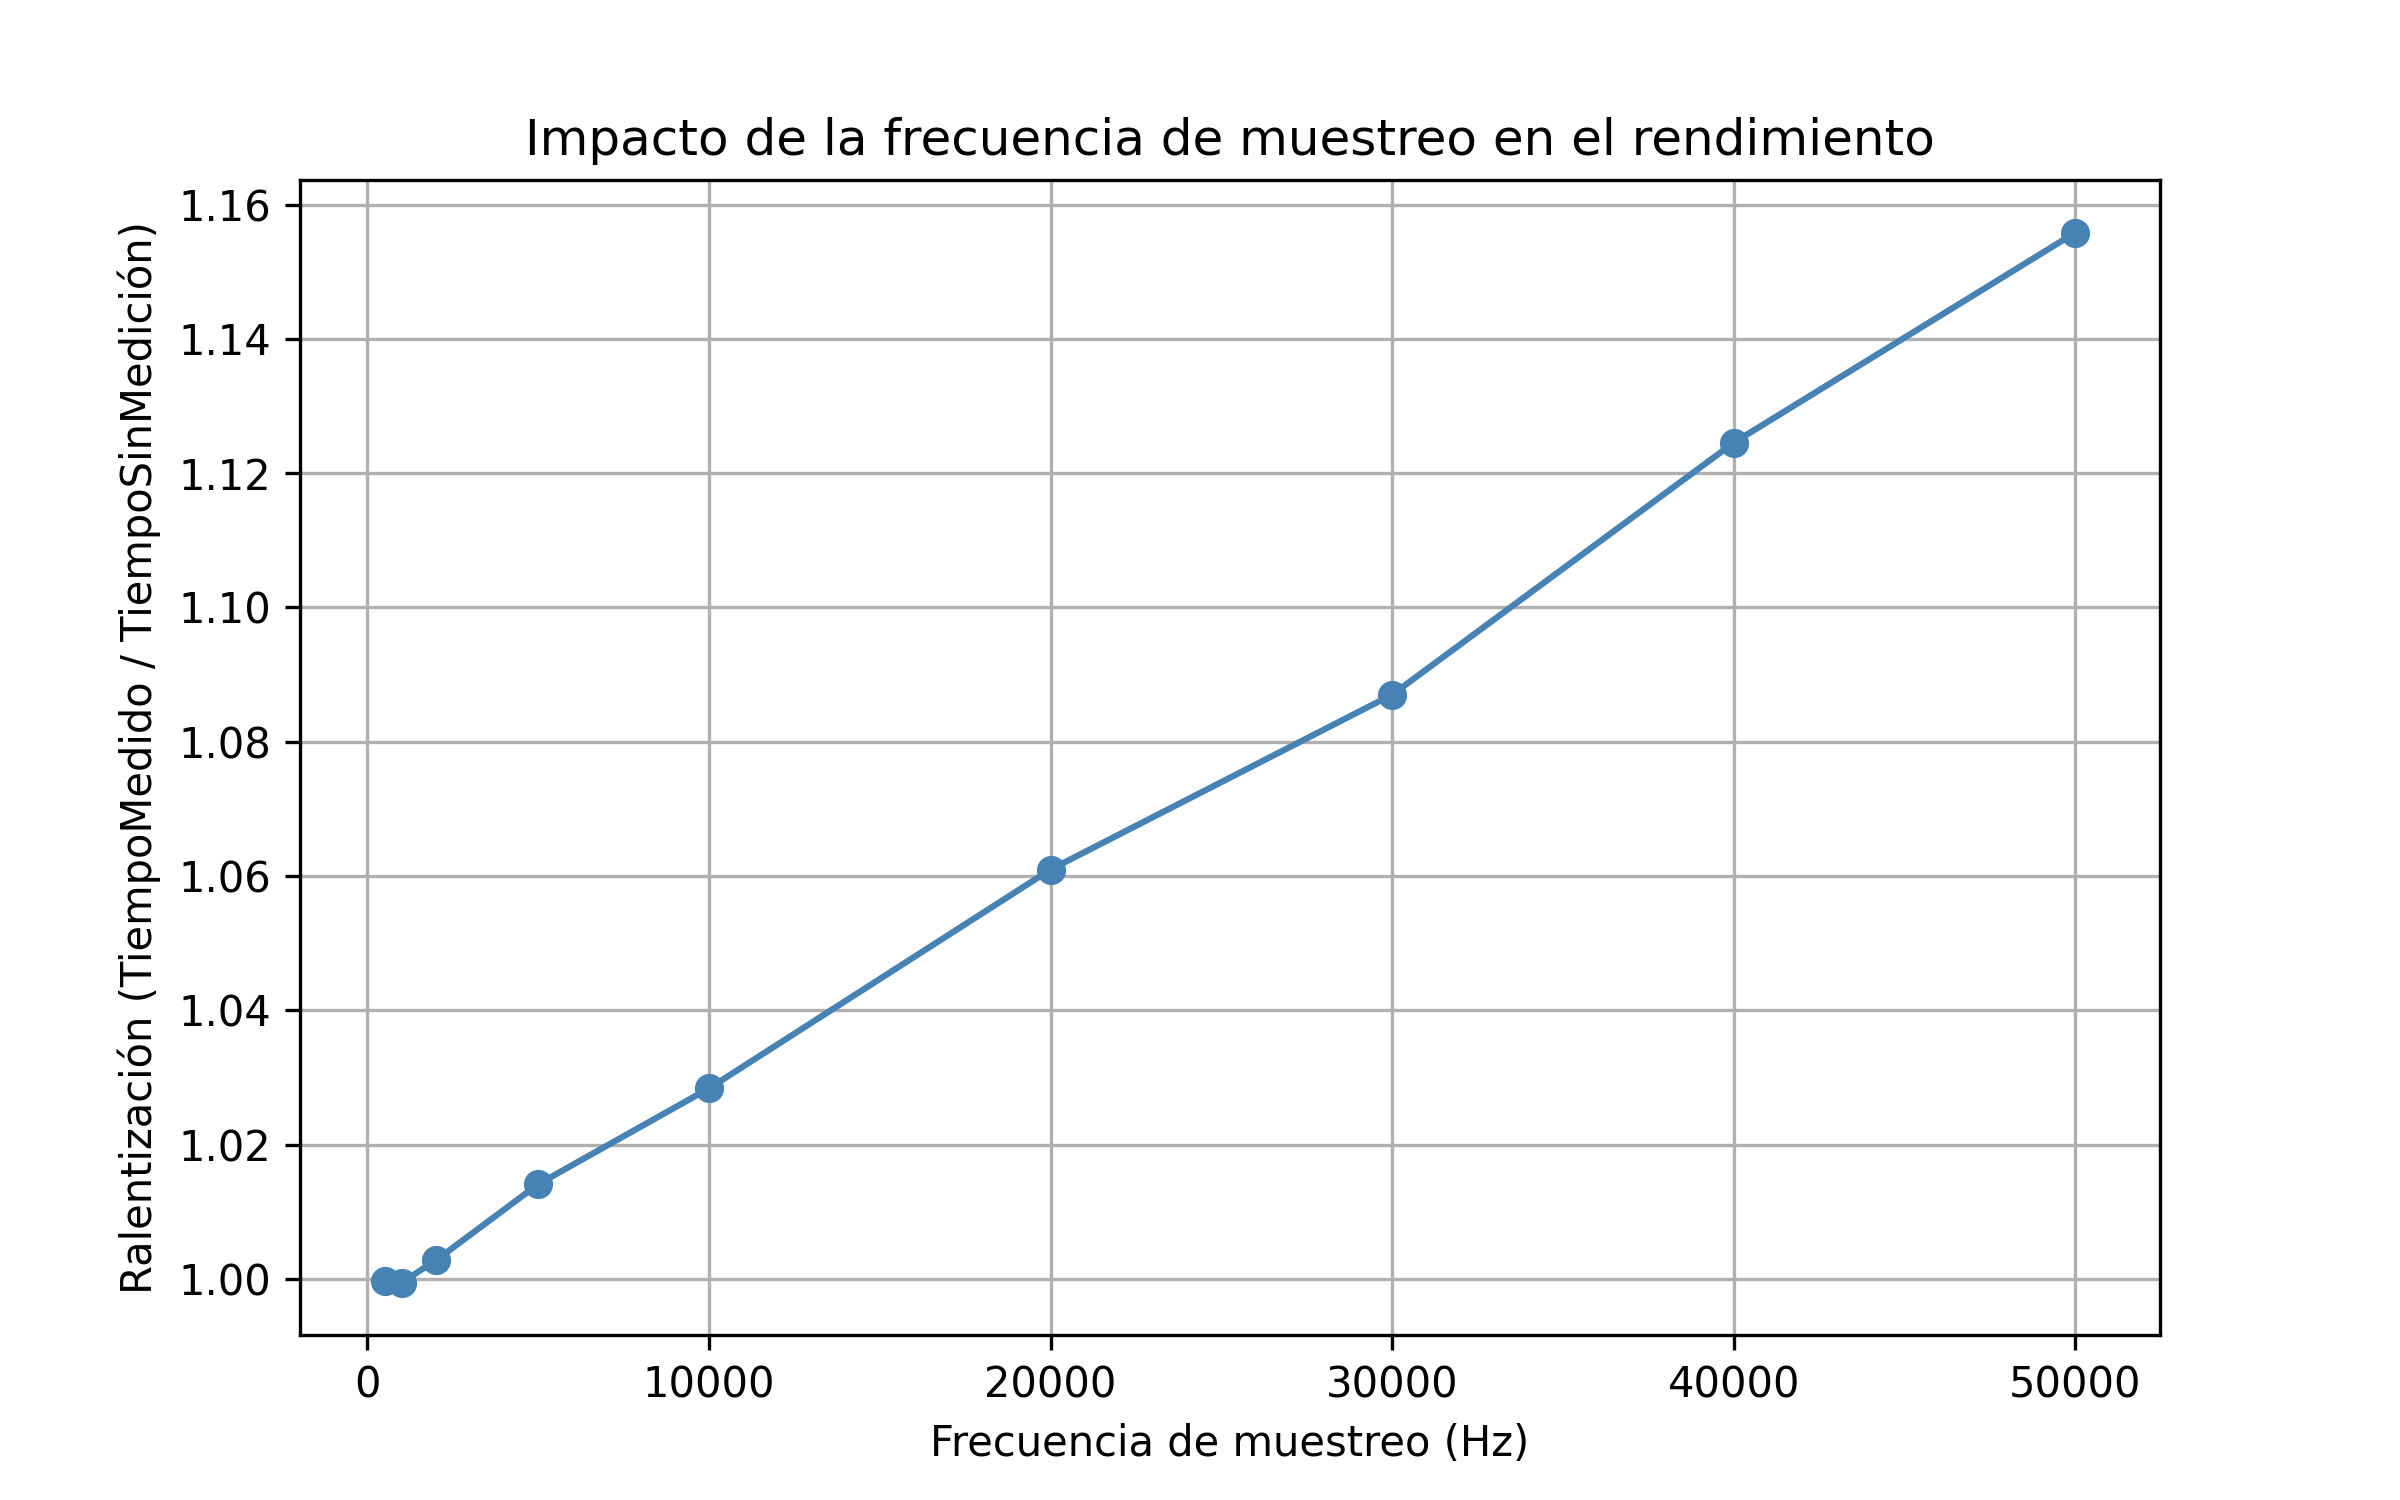 Impacto de la frecuencia de muestreo en el rendimiento
Ralentización (TiempoMedido / TiempoSinMedición)
1.16
1.14
1.12
1.10
1.08
1.06
1.04
1.02
1.00
0 10000 20000 30000 40000 50000
Frecuencia de muestreo (Hz)